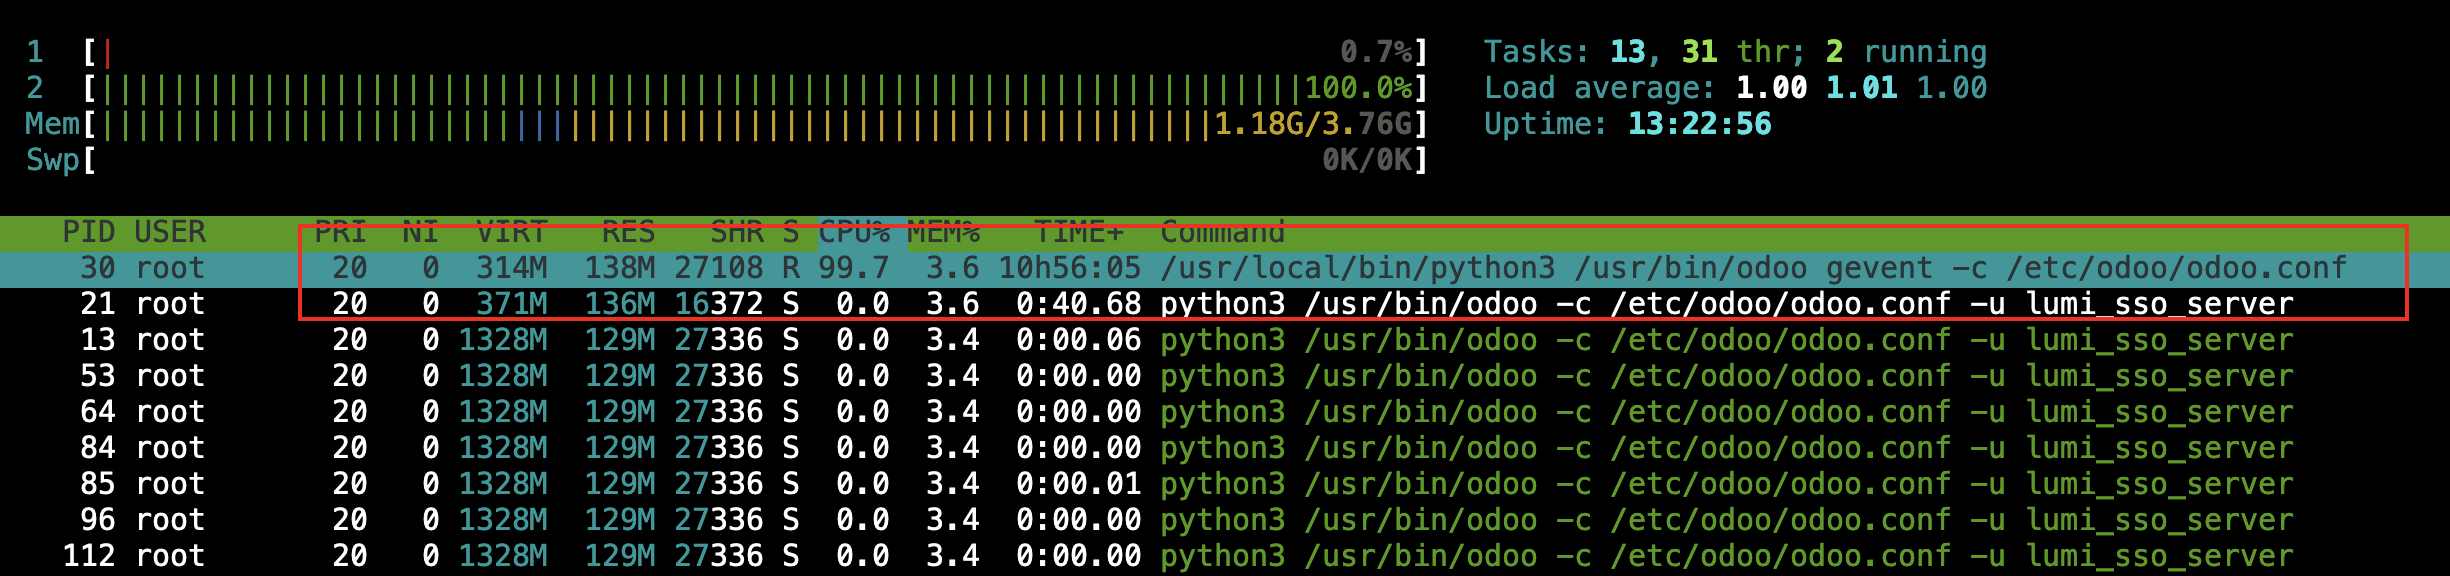 1 [| 0.7%] Tasks: 13, 31 thr; 2 running
2 [||||||||||||||||||||||||||||||||||||||||||||||||||||||||||||||||||100.0%] Load average: 1.00 1.01 1.00
Mem[|||||||||||||||||||||||||||||||||||||||||||||||||||||||||||||1.18G/3.76G] Uptime: 13:22:56
Swp[ 0K/0K]
PID USER PRI NI VIRT RES SHR S CPU% MEM% TIME+ Command
30 root 20 0 314M 138M 27108 R 99.7 3.6 10h56:05 /usr/local/bin/python3 /usr/bin/odoo gevent -c /etc/odoo/odoo.conf
21 root 20 0 371M 136M 16372 S 0.0 3.6 0:40.68 python3 /usr/bin/odoo -c /etc/odoo/odoo.conf -u lumi_sso_server
13 root 20 0 1328M 129M 27336 S 0.0 3.4 0:00.06 python3 /usr/bin/odoo -c /etc/odoo/odoo.conf -u lumi_sso_server
53 root 20 0 1328M 129M 27336 S 0.0 3.4 0:00.00 python3 /usr/bin/odoo -c /etc/odoo/odoo.conf -u lumi_sso_server
64 root 20 0 1328M 129M 27336 S 0.0 3.4 0:00.00 python3 /usr/bin/odoo -c /etc/odoo/odoo.conf -u lumi_sso_server
84 root 20 0 1328M 129M 27336 S 0.0 3.4 0:00.00 python3 /usr/bin/odoo -c /etc/odoo/odoo.conf -u lumi_sso_server
85 root 20 0 1328M 129M 27336 S 0.0 3.4 0:00.01 python3 /usr/bin/odoo -c /etc/odoo/odoo.conf -u lumi_sso_server
96 root 20 0 1328M 129M 27336 S 0.0 3.4 0:00.00 python3 /usr/bin/odoo -c /etc/odoo/odoo.conf -u lumi_sso_server
112 root 20 0 1328M 129M 27336 S 0.0 3.4 0:00.00 python3 /usr/bin/odoo -c /etc/odoo/odoo.conf -u lumi_sso_server